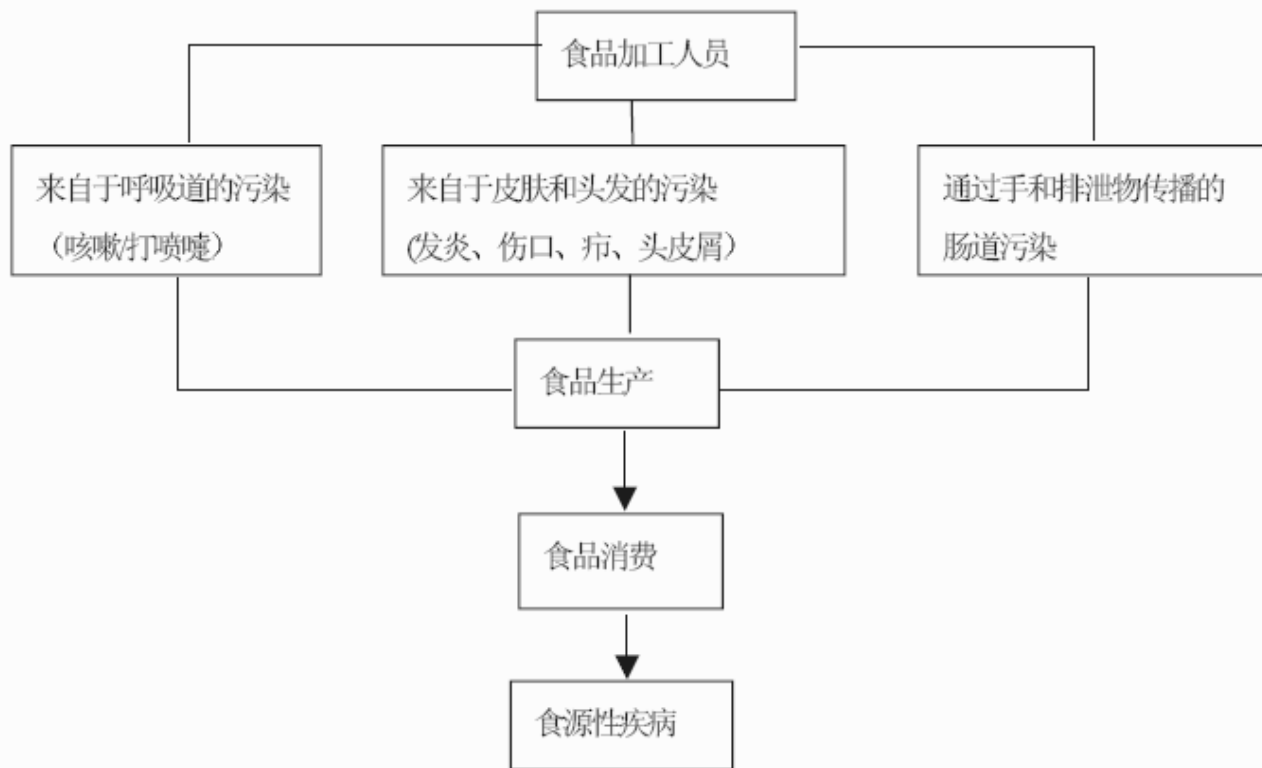 食品加工人员
来自于呼吸道的污染
（咳嗽/打喷嚏）
来自于皮肤和头发的污染
(发炎、伤口、疖、头皮屑）
通过手和排泄物传播的
肠道污染
食品生产
食品消费
食源性疾病